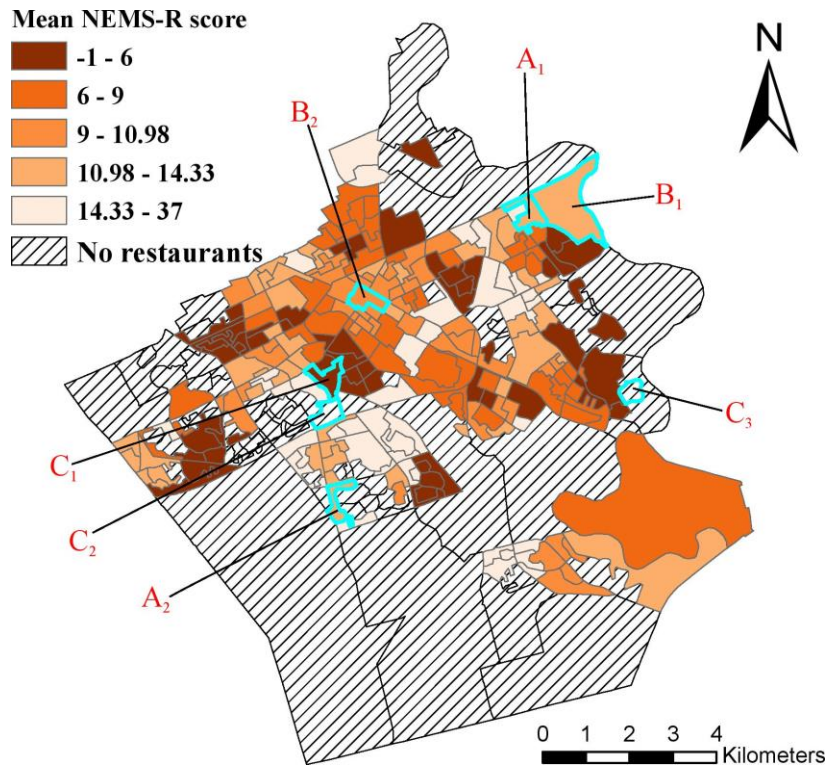 Mean NEMS-R score
-1 - 6
6 - 9
9 - 10.98
10.98 - 14.33
14.33 - 37
No restaurants
N
A₁
B₂
B₁
C₃
C₁
C₂
A₂
0 1 2 3 4
Kilometers